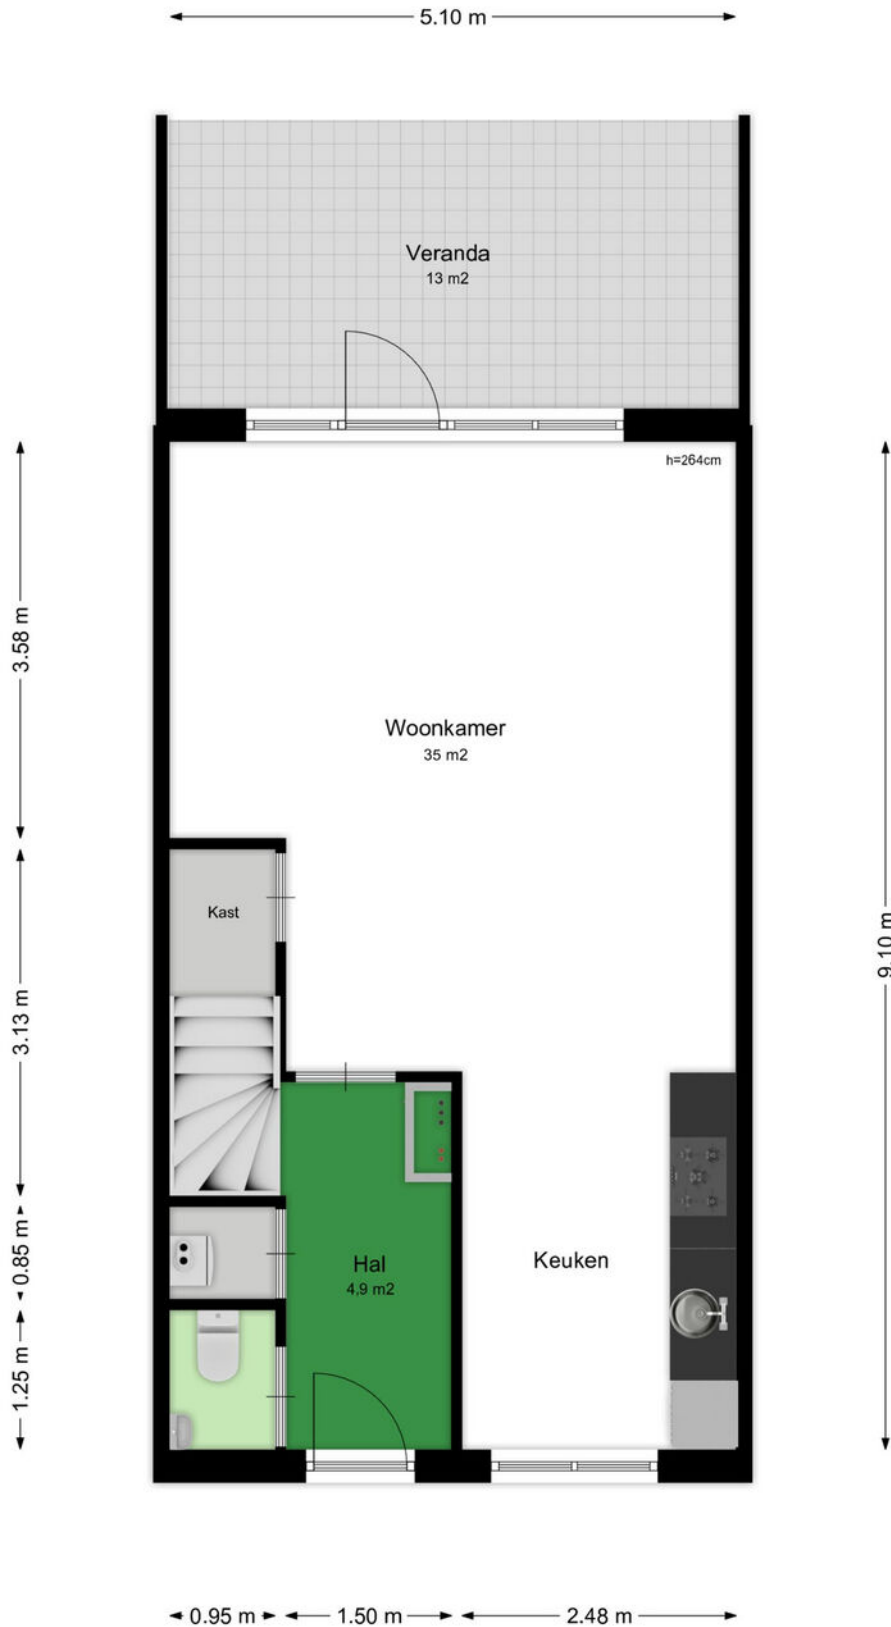 5.10 m
Veranda
13 m2
h=264cm
3.58 m
Woonkamer
35 m2
Kast
9.10 m
3.13 m
0.85 m
Hal
4,9 m2
Keuken
1.25 m
0.95 m
1.50 m
2.48 m